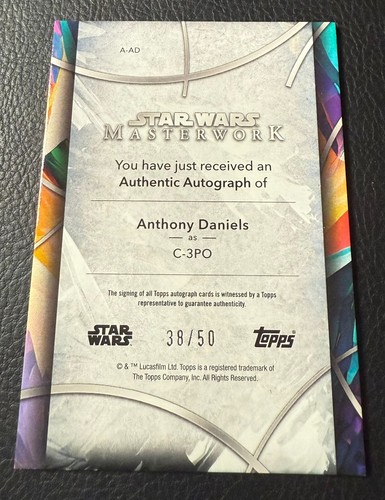 A-AD
STAR WARS
MASTERWORK
You have just received an
Authentic Autograph of
Anthony Daniels
— as —
C-3PO
The signing of all Topps autograph cards is witnessed by a Topps
representative to guarantee authenticity.
STAR WARS 38/50 Topps
© & ™ Lucasfilm Ltd. Topps is a registered trademark of
The Topps Company, Inc. All Rights Reserved.